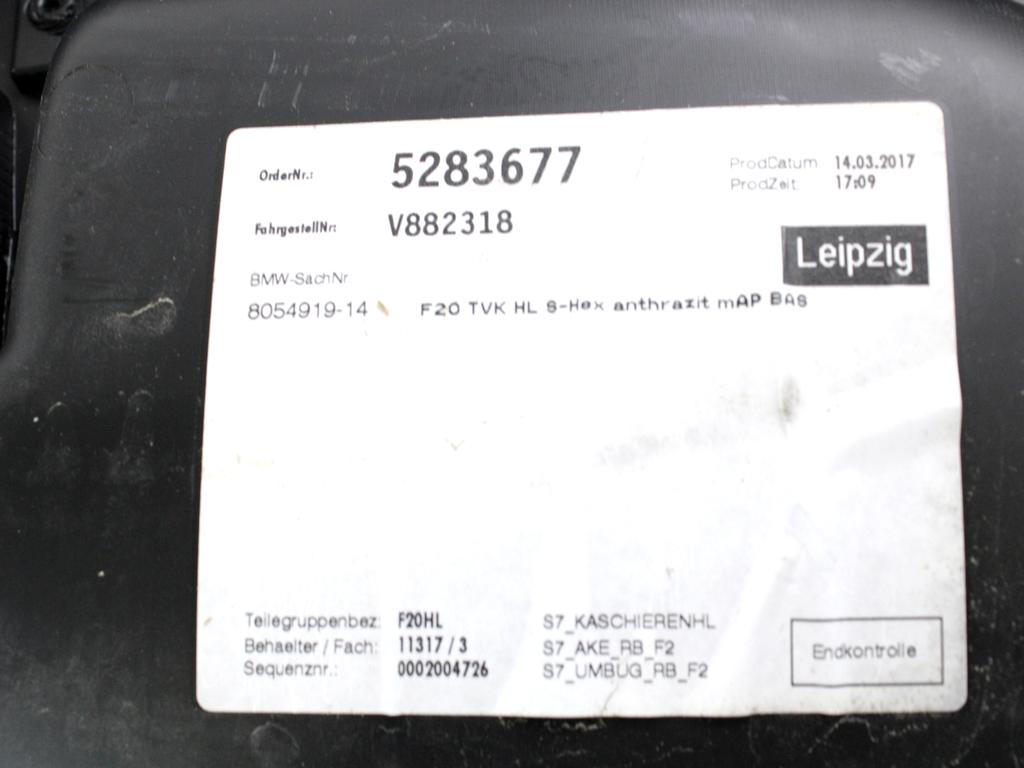 OrderNr.: 5283677 ProdDatum 14.03.2017
ProdZeit 17:09
FahrgestellNr: V882318
Leipzig
BMW-SachNr
8054919-14 F20 TVK HL S-Hex anthrazit mAP BAS
Teilegruppenbez: F20HL S7_KASCHIERENHL
Behaelter / Fach: 11317 / 3 S7_AKE_RB_F2
Sequenznr.: 0002004726 S7_UMBUG_RB_F2
Endkontrolle